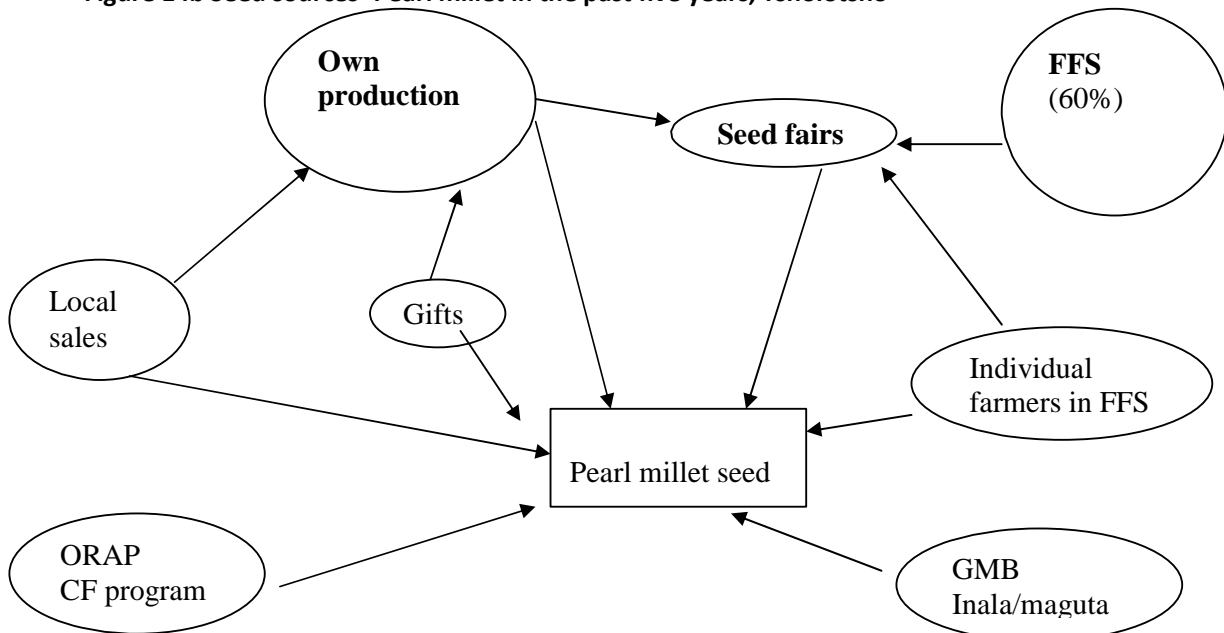 Own
production
FFS
(60%)
Seed fairs
Local
sales
Gifts
Individual
farmers in FFS
Pearl millet seed
ORAP
CF program
GMB
Inala/maguta